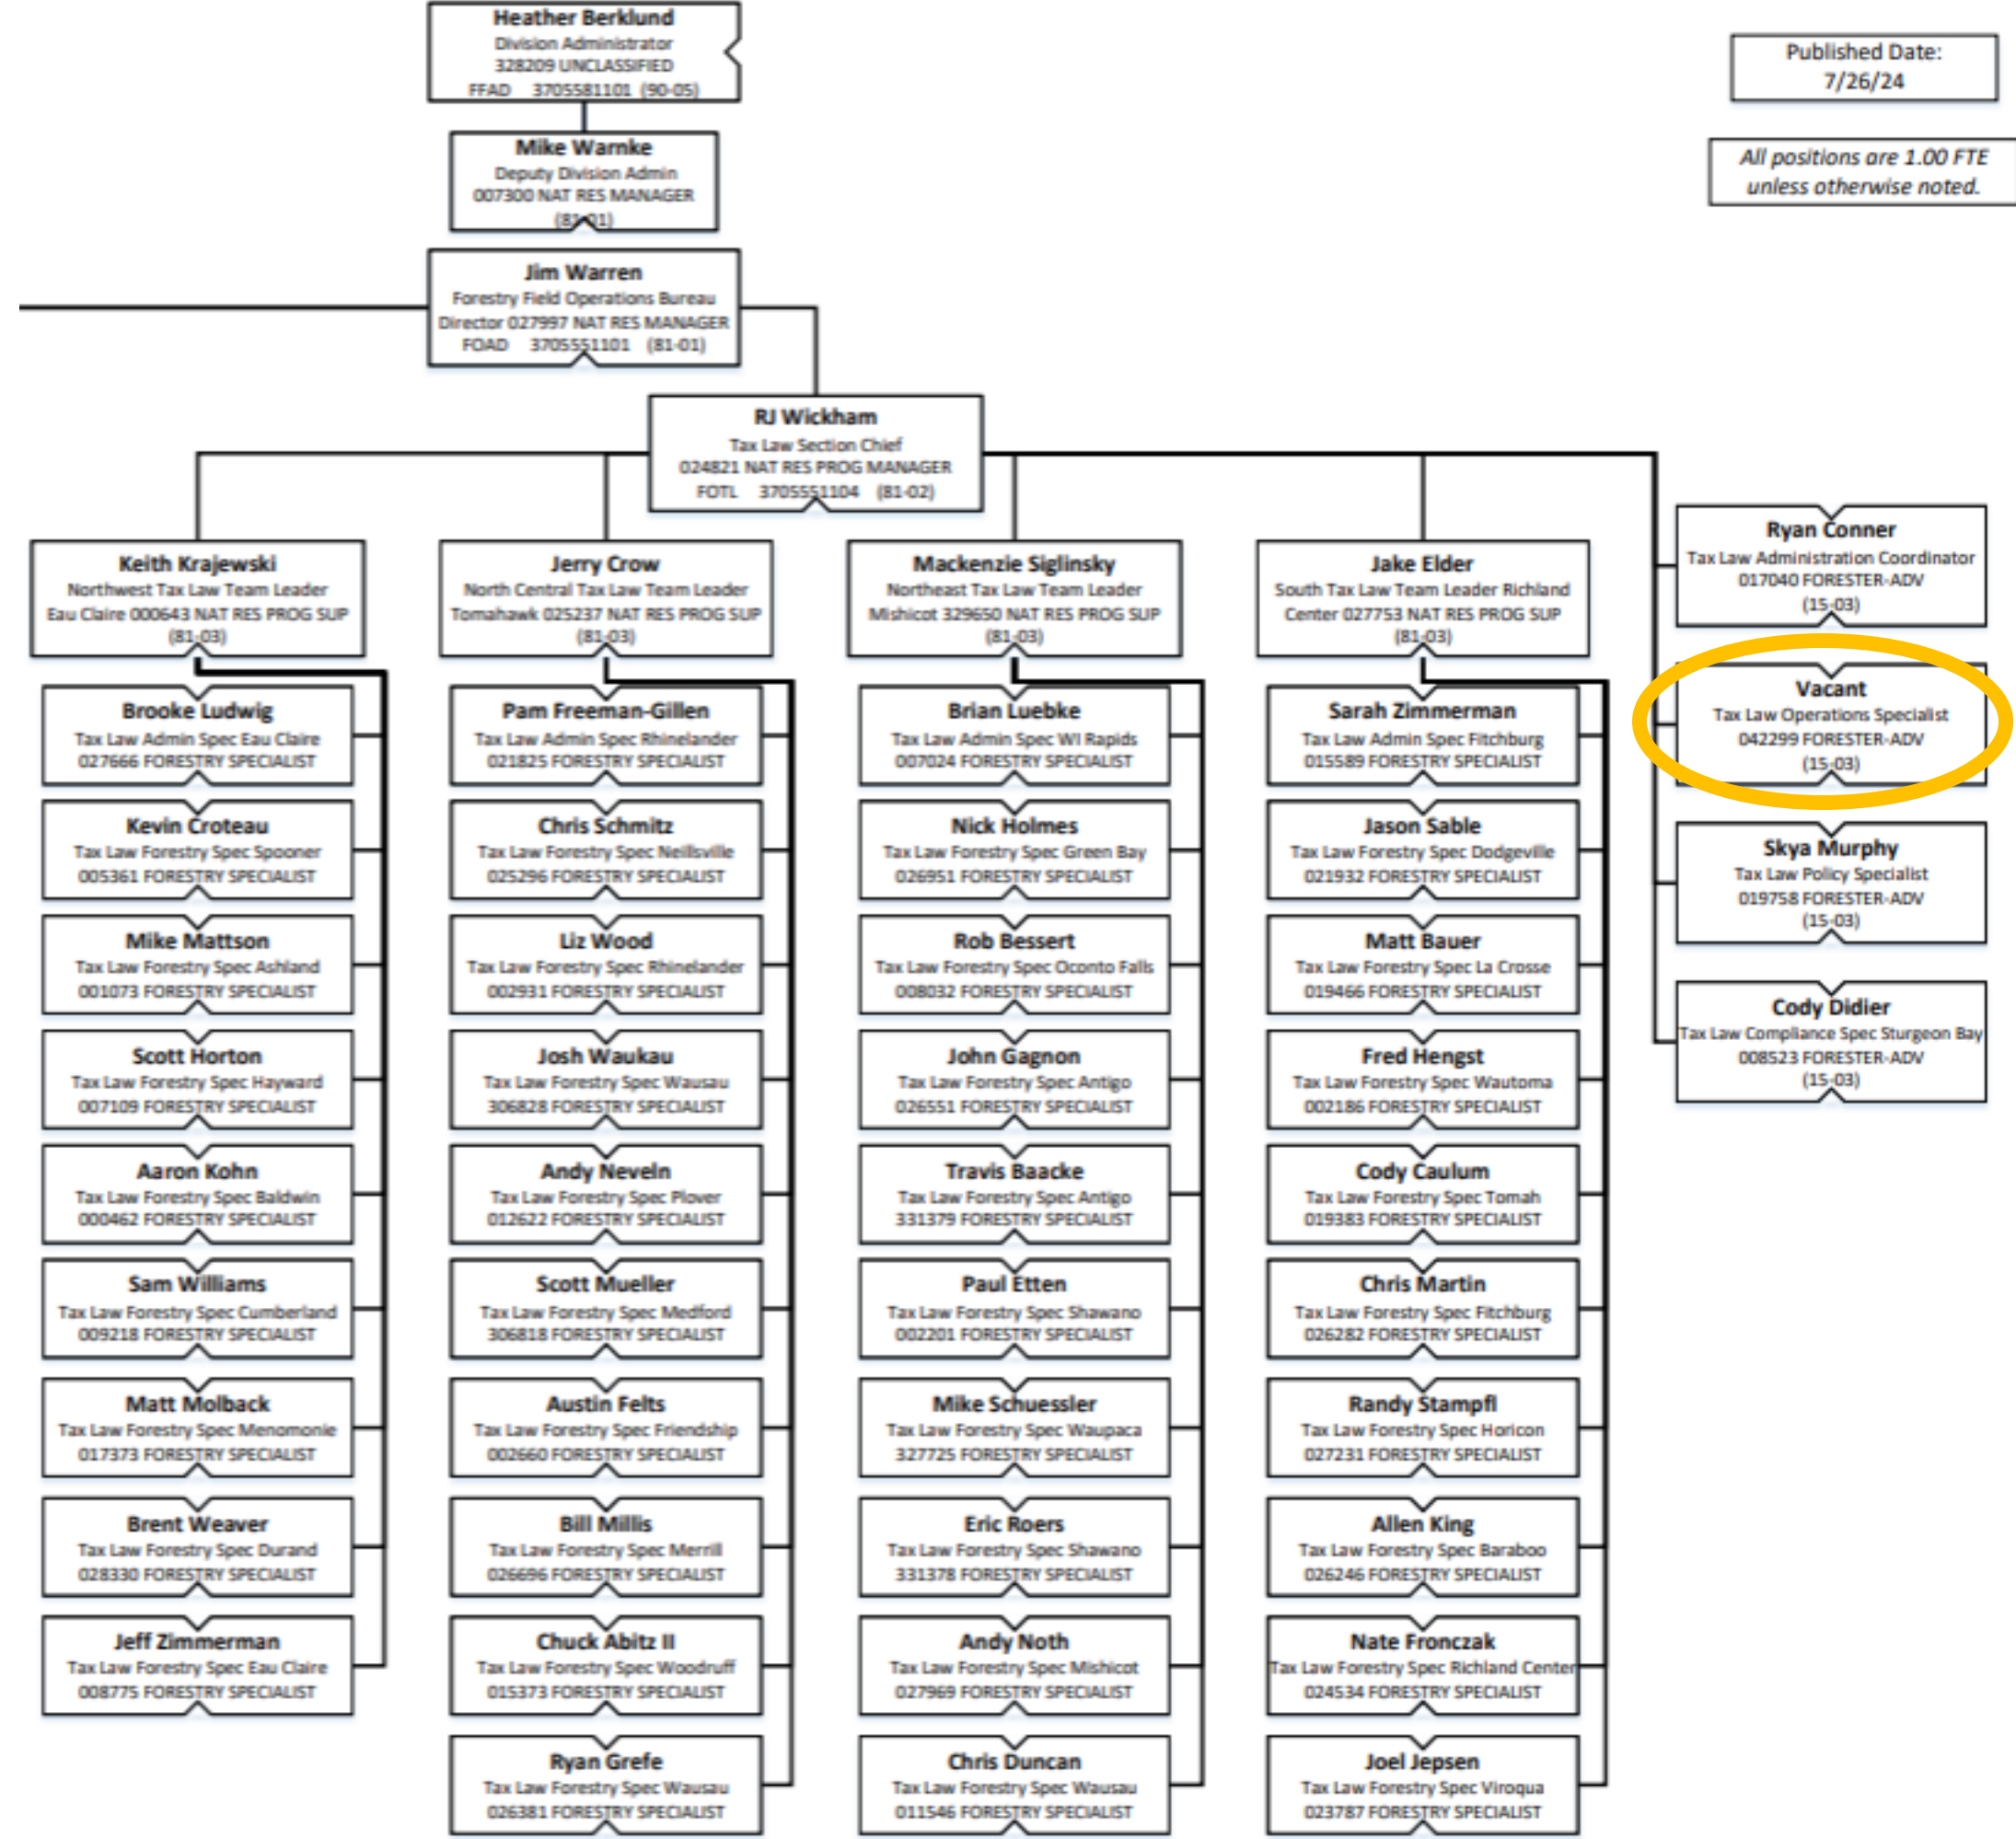 Heather Berklund
Division Administrator
328209 UNCLASSIFIED
FFAD 3705581101 (90-05)
Published Date:
7/26/24
Mike Warnke
Deputy Division Admin
007300 NAT RES MANAGER
(81-01)
All positions are 1.00 FTE
unless otherwise noted.
Jim Warren
Forestry Field Operations Bureau
Director 027997 NAT RES MANAGER
FOAD 3705551101 (81-01)
RJ Wickham
Tax Law Section Chief
024821 NAT RES PROG MANAGER
FOTL 3705551104 (81-02)
Keith Krajewski
Northwest Tax Law Team Leader
Eau Claire 000643 NAT RES PROG SUP
(81-03)
Brooke Ludwig
Tax Law Admin Spec Eau Claire
027666 FORESTRY SPECIALIST
Kevin Croteau
Tax Law Forestry Spec Spooner
005361 FORESTRY SPECIALIST
Mike Mattson
Tax Law Forestry Spec Ashland
001073 FORESTRY SPECIALIST
Scott Horton
Tax Law Forestry Spec Hayward
007109 FORESTRY SPECIALIST
Aaron Kohn
Tax Law Forestry Spec Baldwin
000462 FORESTRY SPECIALIST
Sam Williams
Tax Law Forestry Spec Cumberland
009218 FORESTRY SPECIALIST
Matt Molback
Tax Law Forestry Spec Menomonie
017373 FORESTRY SPECIALIST
Brent Weaver
Tax Law Forestry Spec Durand
028330 FORESTRY SPECIALIST
Jeff Zimmerman
Tax Law Forestry Spec Eau Claire
008775 FORESTRY SPECIALIST
Jerry Crow
North Central Tax Law Team Leader
Tomahawk 025237 NAT RES PROG SUP
(81-03)
Pam Freeman-Gillen
Tax Law Admin Spec Rhinelander
021825 FORESTRY SPECIALIST
Chris Schmitz
Tax Law Forestry Spec Neillsville
025296 FORESTRY SPECIALIST
Liz Wood
Tax Law Forestry Spec Rhinelander
002931 FORESTRY SPECIALIST
Josh Waukau
Tax Law Forestry Spec Wausau
306828 FORESTRY SPECIALIST
Andy Neveln
Tax Law Forestry Spec Plover
012622 FORESTRY SPECIALIST
Scott Mueller
Tax Law Forestry Spec Medford
306818 FORESTRY SPECIALIST
Austin Felts
Tax Law Forestry Spec Friendship
002660 FORESTRY SPECIALIST
Bill Millis
Tax Law Forestry Spec Merrill
026696 FORESTRY SPECIALIST
Chuck Abitz II
Tax Law Forestry Spec Woodruff
015373 FORESTRY SPECIALIST
Ryan Grefe
Tax Law Forestry Spec Wausau
026381 FORESTRY SPECIALIST
Mackenzie Siglinsky
Northeast Tax Law Team Leader
Mishicot 329650 NAT RES PROG SUP
(81-03)
Brian Luebke
Tax Law Admin Spec WI Rapids
007024 FORESTRY SPECIALIST
Nick Holmes
Tax Law Forestry Spec Green Bay
026951 FORESTRY SPECIALIST
Rob Bessert
Tax Law Forestry Spec Oconto Falls
008032 FORESTRY SPECIALIST
John Gagnon
Tax Law Forestry Spec Antigo
026551 FORESTRY SPECIALIST
Travis Baacke
Tax Law Forestry Spec Antigo
331379 FORESTRY SPECIALIST
Paul Etten
Tax Law Forestry Spec Shawano
002201 FORESTRY SPECIALIST
Mike Schuessler
Tax Law Forestry Spec Waupaca
327725 FORESTRY SPECIALIST
Eric Roers
Tax Law Forestry Spec Shawano
331378 FORESTRY SPECIALIST
Andy Noth
Tax Law Forestry Spec Mishicot
027969 FORESTRY SPECIALIST
Chris Duncan
Tax Law Forestry Spec Wausau
011546 FORESTRY SPECIALIST
Jake Elder
South Tax Law Team Leader Richland
Center 027753 NAT RES PROG SUP
(81-03)
Sarah Zimmerman
Tax Law Admin Spec Fitchburg
015589 FORESTRY SPECIALIST
Jason Sable
Tax Law Forestry Spec Dodgeville
021932 FORESTRY SPECIALIST
Matt Bauer
Tax Law Forestry Spec La Crosse
019466 FORESTRY SPECIALIST
Fred Hengst
Tax Law Forestry Spec Wautoma
002186 FORESTRY SPECIALIST
Cody Caulum
Tax Law Forestry Spec Tomah
019383 FORESTRY SPECIALIST
Chris Martin
Tax Law Forestry Spec Fitchburg
026282 FORESTRY SPECIALIST
Randy Stampfl
Tax Law Forestry Spec Horicon
027231 FORESTRY SPECIALIST
Allen King
Tax Law Forestry Spec Baraboo
026246 FORESTRY SPECIALIST
Nate Fronczak
Tax Law Forestry Spec Richland Center
024534 FORESTRY SPECIALIST
Joel Jepsen
Tax Law Forestry Spec Viroqua
023787 FORESTRY SPECIALIST
Ryan Conner
Tax Law Administration Coordinator
017040 FORESTER-ADV
(15-03)
Vacant
Tax Law Operations Specialist
042299 FORESTER-ADV
(15-03)
Skya Murphy
Tax Law Policy Specialist
019758 FORESTER-ADV
(15-03)
Cody Didier
Tax Law Compliance Spec Sturgeon Bay
008523 FORESTER-ADV
(15-03)